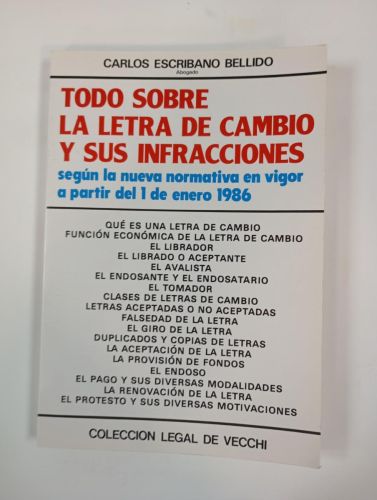 CARLOS ESCRIBANO BELLIDO
Abogado
TODO SOBRE
LA LETRA DE CAMBIO
Y SUS INFRACCIONES
según la nueva normativa en vigor
a partir del 1 de enero 1986
QUÉ ES UNA LETRA DE CAMBIO
FUNCIÓN ECONÓMICA DE LA LETRA DE CAMBIO
EL LIBRADOR
EL LIBRADO O ACEPTANTE
EL AVALISTA
EL ENDOSANTE Y EL ENDOSATARIO
EL TOMADOR
CLASES DE LETRAS DE CAMBIO
LETRAS ACEPTADAS O NO ACEPTADAS
FALSEDAD DE LA LETRA
EL GIRO DE LA LETRA
DUPLICADOS Y COPIAS DE LETRAS
LA ACEPTACIÓN DE LA LETRA
LA PROVISIÓN DE FONDOS
EL ENDOSO
EL PAGO Y SUS DIVERSAS MODALIDADES
LA RENOVACIÓN DE LA LETRA
EL PROTESTO Y SUS DIVERSAS MOTIVACIONES
COLECCION LEGAL DE VECCHI